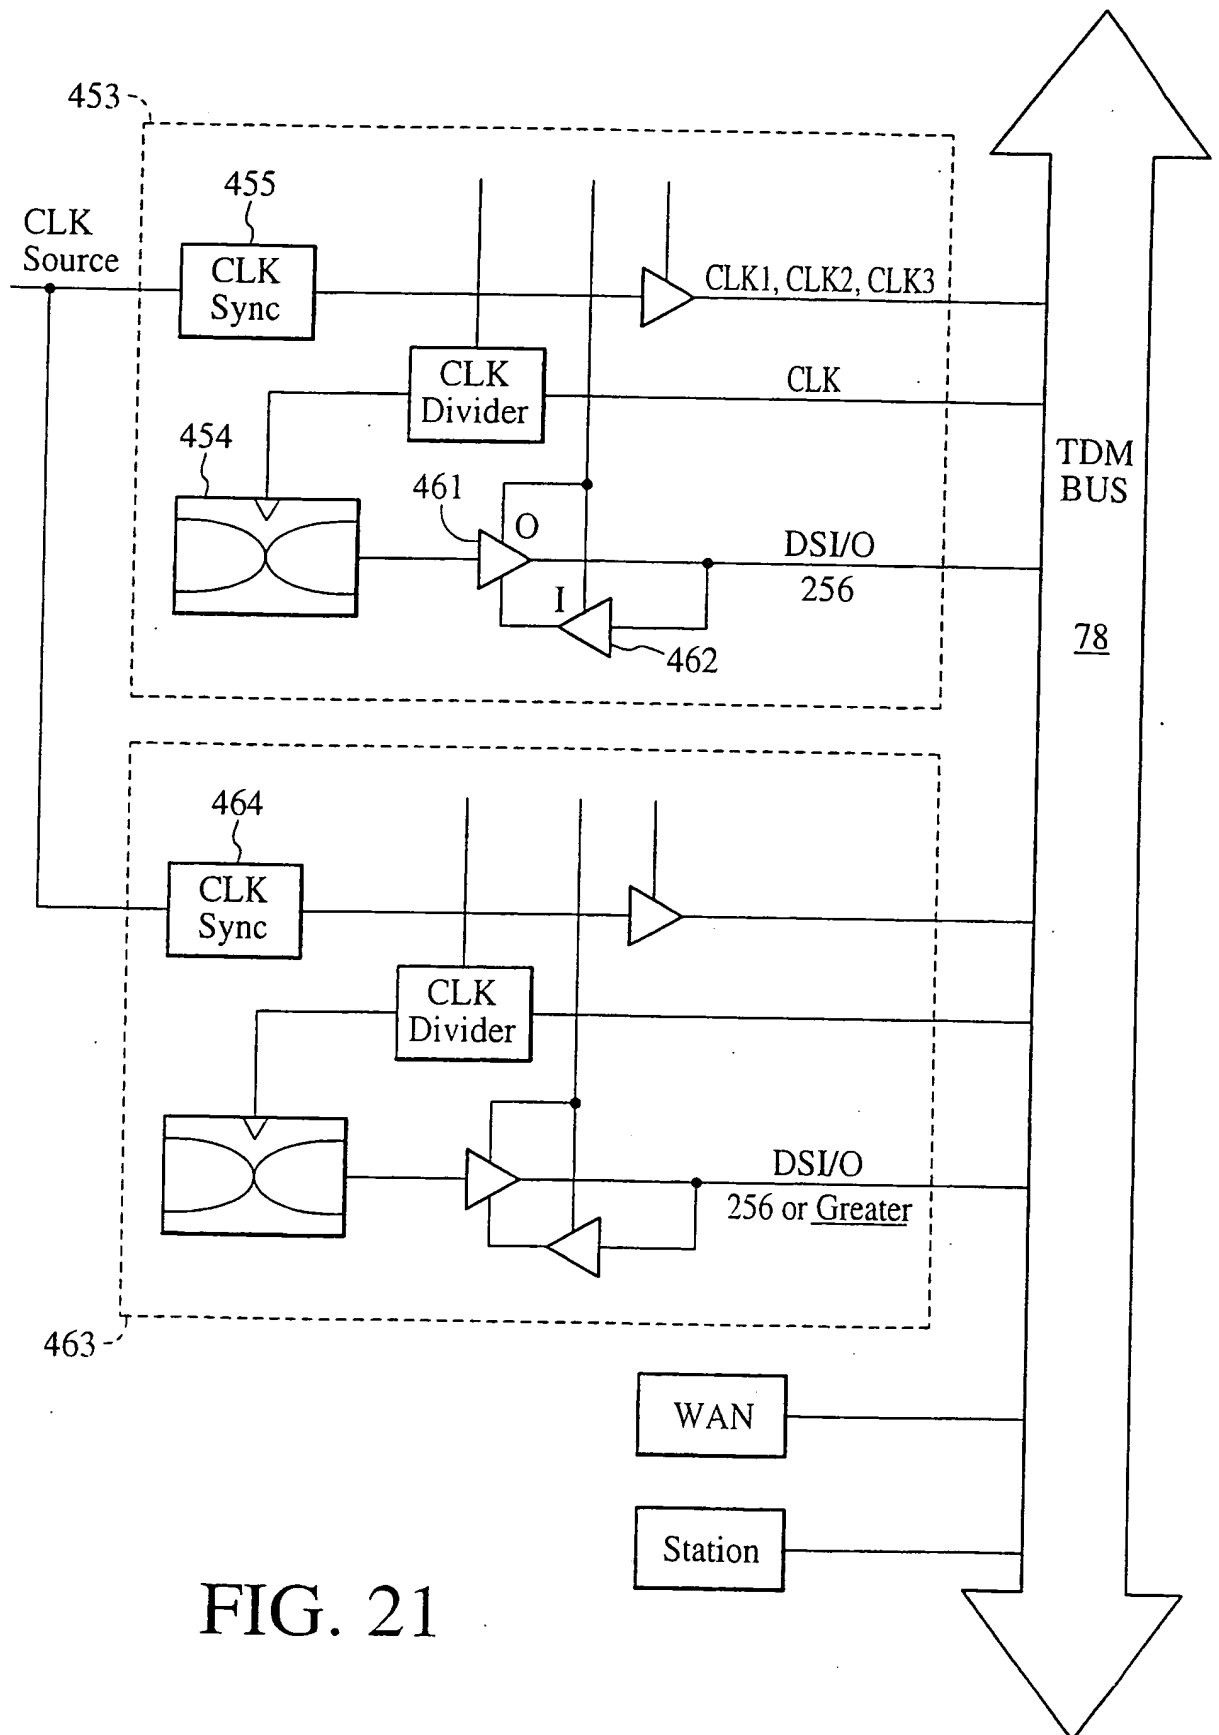 453
455
CLK
Source
CLK
Sync
CLK1, CLK2, CLK3
CLK
Divider
CLK
454
461
O
DSI/O
256
I
462
TDM
BUS
78
464
CLK
Sync
CLK
Divider
DSI/O
256 or Greater
463
WAN
Station
FIG. 21